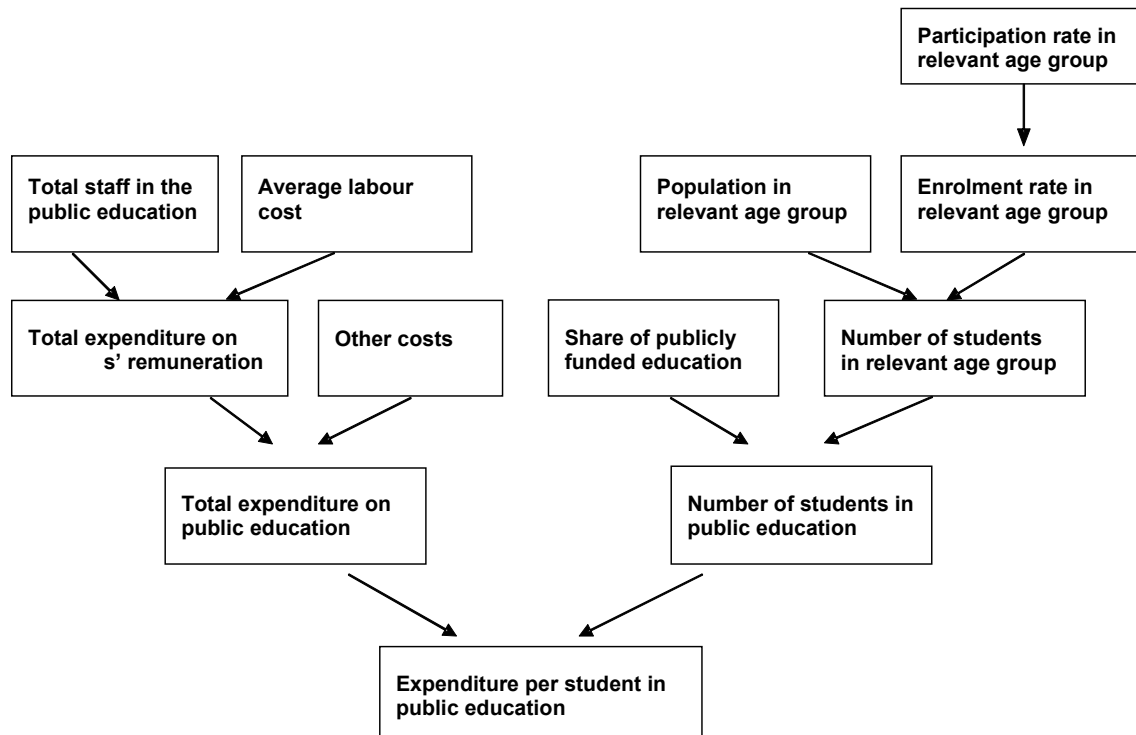 Participation rate in
relevant age group
Total staff in the
public education
Average labour
cost
Population in
relevant age group
Enrolment rate in
relevant age group
Total expenditure on
s’ remuneration
Other costs
Share of publicly
funded education
Number of students
in relevant age group
Total expenditure on
public education
Number of students in
public education
Expenditure per student in
public education